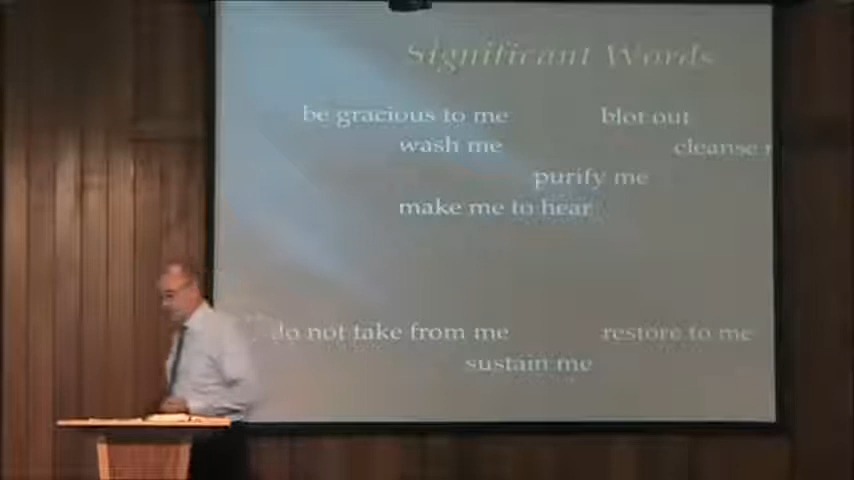 Significant Words
be gracious to me blot out
wash me cleanse
purify me
make me to hear
do not take from me restore to me
sustain me